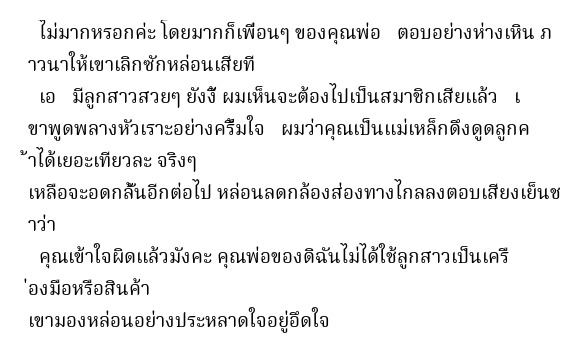 ไม่มากหรอกค่ะ โดยมากก็เพื่อนๆ ของคุณพ่อ ตอบอย่างห่างเหิน ภ
าวนาให้เขาเลิกซักหล่อนเสียที
เอ มีลูกสาวสวยๆ ยังงี้ ผมเห็นจะต้องไปเป็นสมาชิกเสียแล้ว เ
ขาพูดพลางหัวเราะอย่างครึ้มใจ ผมว่าคุณเป็นแม่เหล็กดึงดูดลูกค
้าได้เยอะเทียวละ จริงๆ
เหลือจะอดกลั้นอีกต่อไป หล่อนลดกล้องส่องทางไกลลงตอบเสียงเย็นช
าว่า
คุณเข้าใจผิดแล้วมังคะ คุณพ่อของดิฉันไม่ได้ใช้ลูกสาวเป็นเครื
่องมือหรือสินค้า
เขามองหล่อนอย่างประหลาดใจอยู่อึดใจ